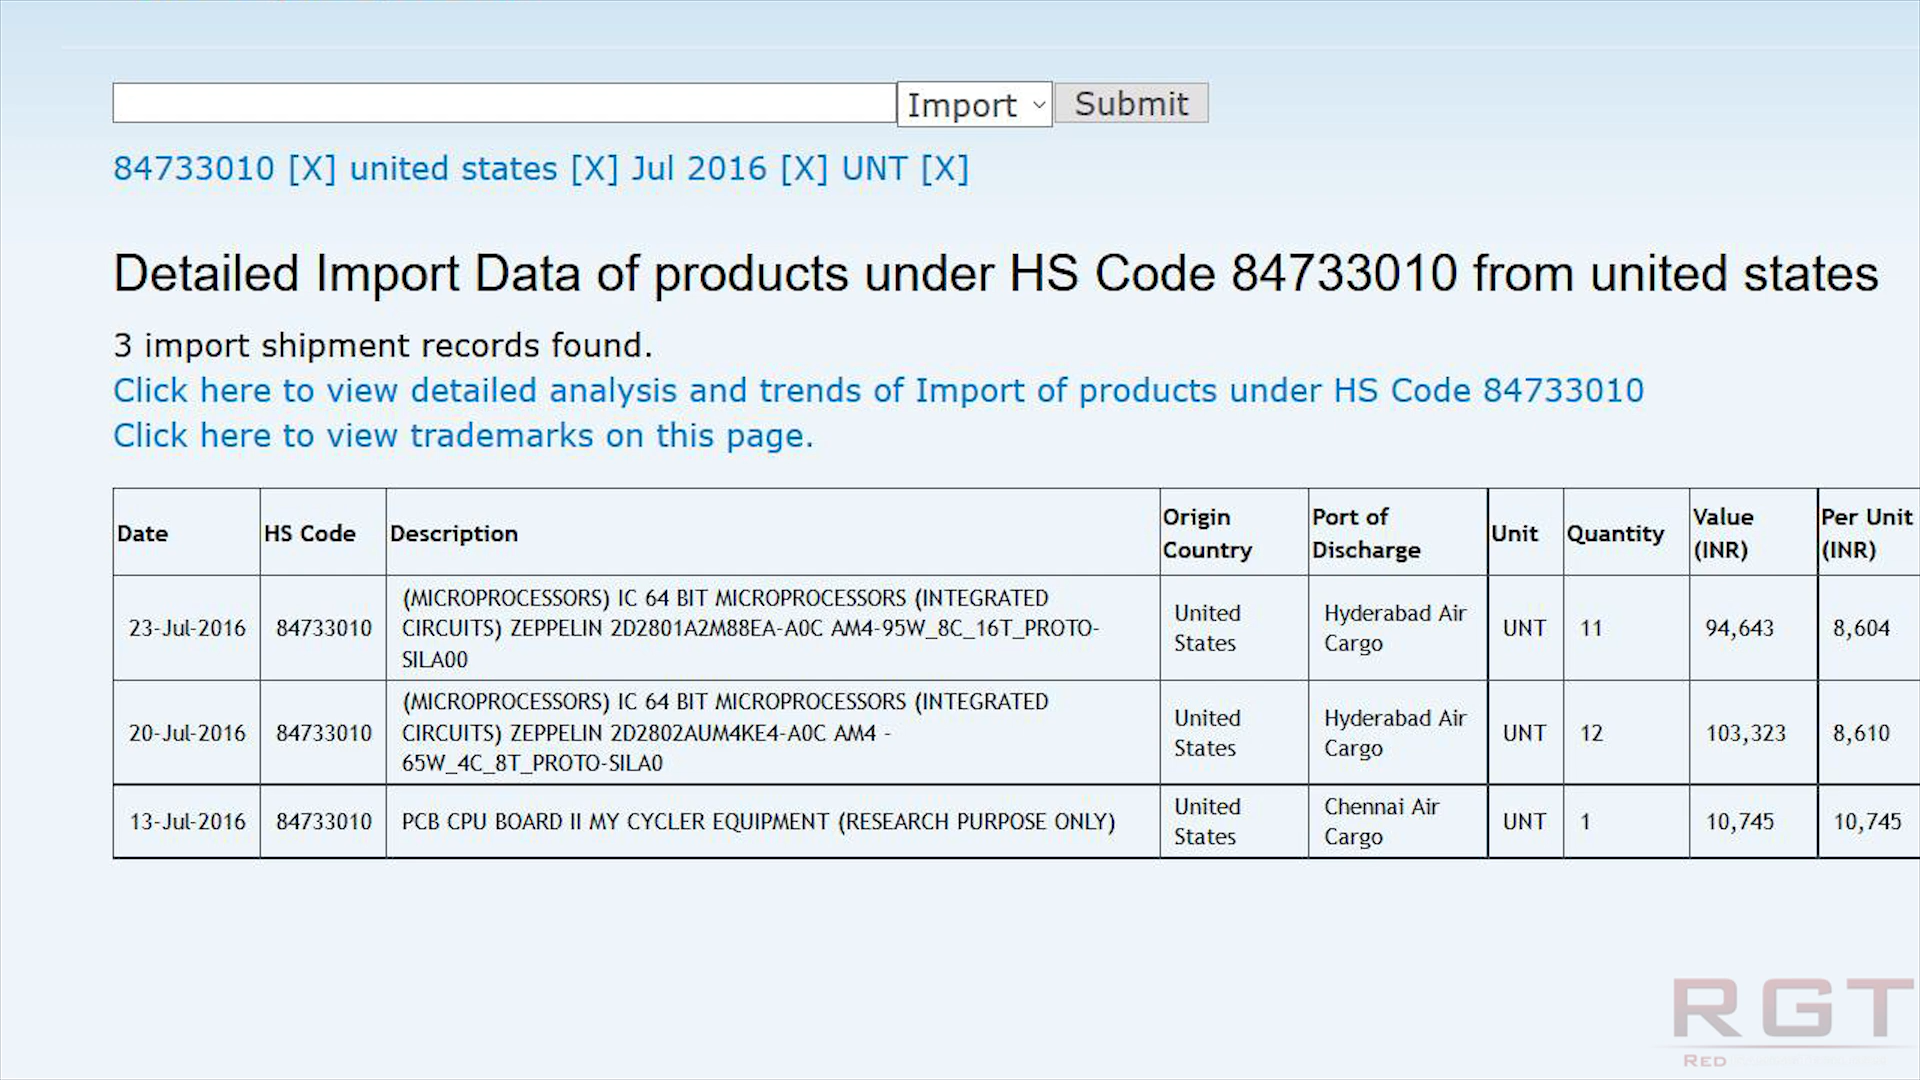 Import Submit
84733010 [X] united states [X] Jul 2016 [X] UNT [X]
Detailed Import Data of products under HS Code 84733010 from united states
3 import shipment records found.
Click here to view detailed analysis and trends of Import of products under HS Code 84733010
Click here to view trademarks on this page.
Date HS Code Description Origin Country Port of Discharge Unit Quantity Value (INR) Per Unit (INR)
23-Jul-2016 84733010 (MICROPROCESSORS) IC 64 BIT MICROPROCESSORS (INTEGRATED
CIRCUITS) ZEPPELIN 2D2801A2M88EA-A0C AM4-95W_8C_16T_PROTO-
SILA00 United States Hyderabad Air Cargo UNT 11 94,643 8,604
20-Jul-2016 84733010 (MICROPROCESSORS) IC 64 BIT MICROPROCESSORS (INTEGRATED
CIRCUITS) ZEPPELIN 2D2802AUM4KE4-A0C AM4 -
65W_4C_8T_PROTO-SILA0 United States Hyderabad Air Cargo UNT 12 103,323 8,610
13-Jul-2016 84733010 PCB CPU BOARD II MY CYCLER EQUIPMENT (RESEARCH PURPOSE ONLY) United States Chennai Air Cargo UNT 1 10,745 10,745
RGT
RED